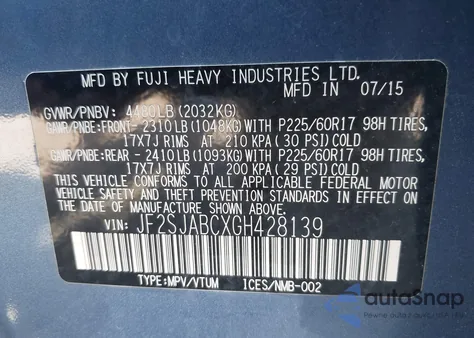 MFD BY FUJI HEAVY INDUSTRIES LTD.
MFD. IN 07/15
GVWR/PNBV: 4480LB (2032KG)
GAWR/PNBE:FRONT- 2310 LB (1048KG) WITH P225/60R17 98H TIRES,
17X7J RIMS AT 210 KPA (30 PSI) COLD
GAWR/PNBE:REAR - 2410 LB (1093KG) WITH P225/60R17 98H TIRES,
17X7J RIMS AT 200 KPA (29 PSI) COLD
THIS VEHICLE CONFORMS TO ALL APPLICABLE FEDERAL MOTOR
VEHICLE SAFETY AND THEFT PREVENTION STANDARDS IN EFFECT
ON THE DATE OF MANUFACTURE SHOWN ABOVE.
VIN: JF2SJABCXGH428139
TYPE:MPV/VTUM ICES/NMB-002
autoSnap